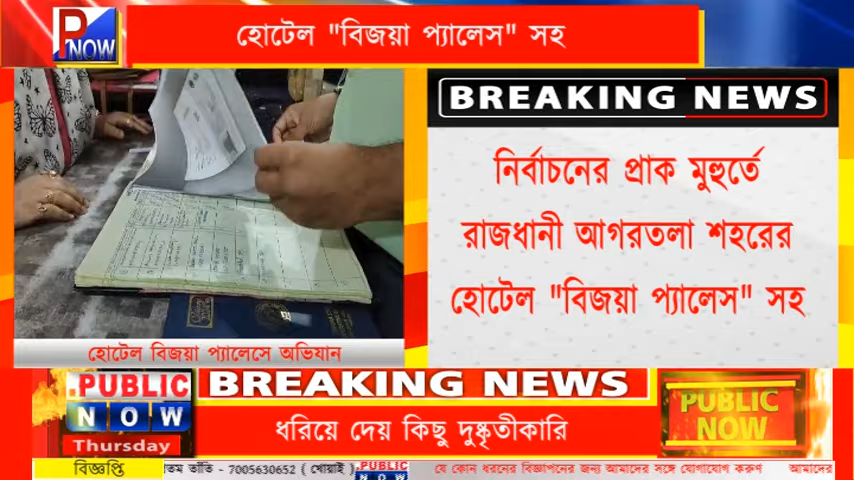 P
NOW
হোটেল "বিজয়া প্যালেস" সহ
BREAKING NEWS
নির্বাচনের প্রাক মুহুর্তে
রাজধানী আগরতলা শহরের
হোটেল "বিজয়া প্যালেস" সহ
হোটেল বিজয়া প্যালেসে অভিযান
.PUBLIC
NOW
Thursday
BREAKING NEWS
ধরিয়ে দেয় কিছু দুষ্কৃতীকারি
PUBLIC
NOW
বিজ্ঞপ্তি
তম ভাঁতি - 7005630652 ( খোয়াই )
.PUBLIC
NOW
যে কোন ধরনের বিজ্ঞাপনের জন্য আমাদের সঙ্গে যোগাযোগ করুণ
আমাদের